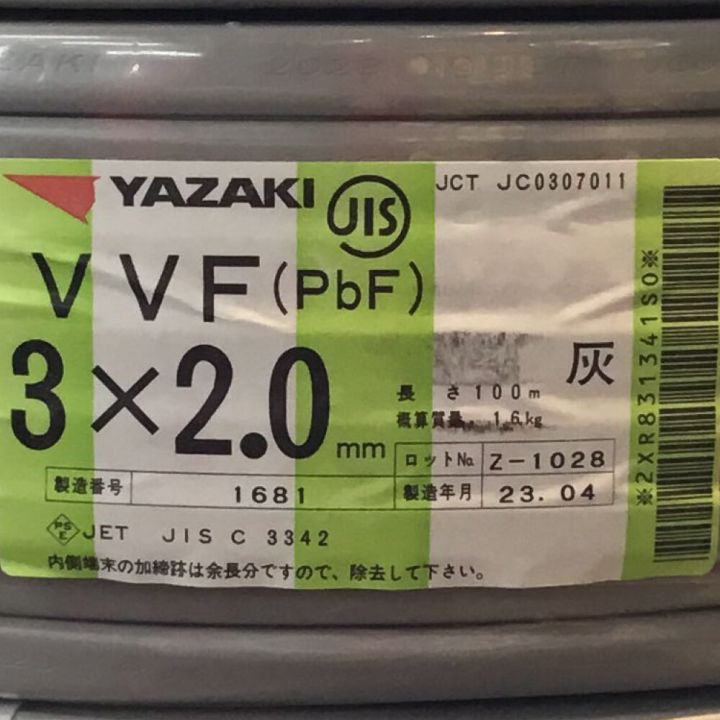 YAZAKI JIS JCT JC0307011
VVF(PbF)
3×2.0mm
灰
長さ100m
概算質量. 16kg
ロットNo. Z-1028
製造番号 1681
製造年月 23.04
PSE JET JIS C 3342
内側端末の加締跡は余長分ですので、除去して下さい。
※2XR831341S0※